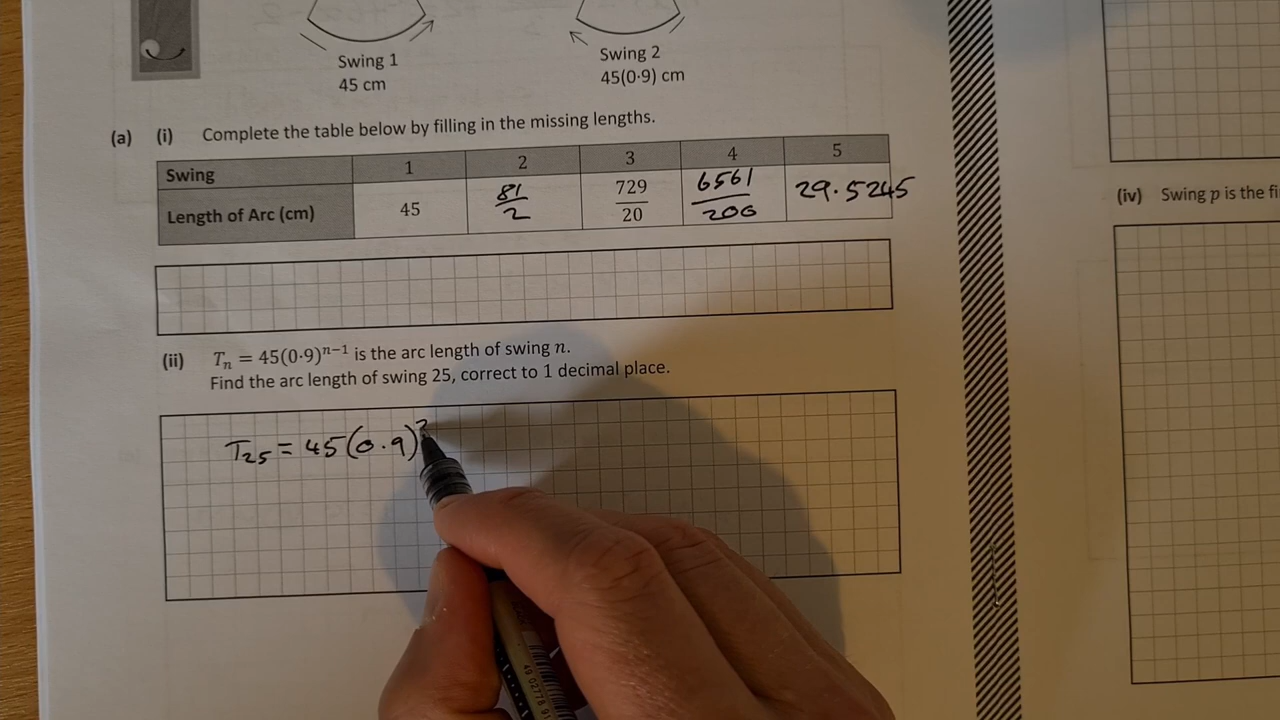 Swing 1
45 cm
Swing 2
45(0·9) cm
(a) (i) Complete the table below by filling in the missing lengths.
Swing 1 2 3 4 5
Length of Arc (cm) 45 81/2 729/20 6561/200 29.5245
(ii) Tₙ = 45(0·9)ⁿ⁻¹ is the arc length of swing n.
Find the arc length of swing 25, correct to 1 decimal place.
T₂₅ = 45(0.9)²
(iv) Swing p is the fi